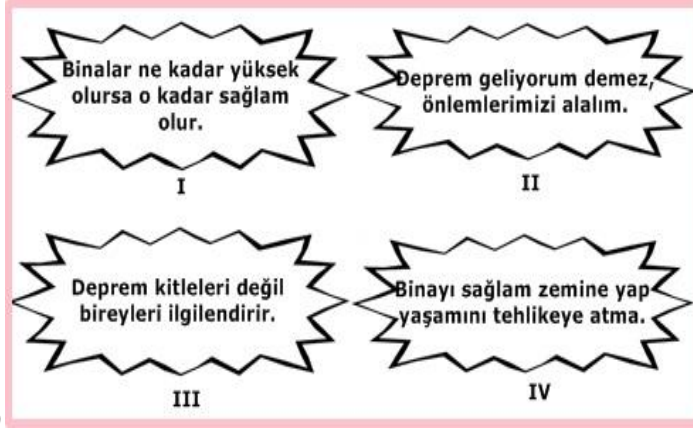 Binalar ne kadar yüksek
olursa o kadar sağlam
olur.
I
Deprem geliyorum demez,
önlemlerimizi alalım.
II
Deprem kitleleri değil
bireyleri ilgilendirir.
III
Binayı sağlam zemine yap
yaşamını tehlikeye atma.
IV